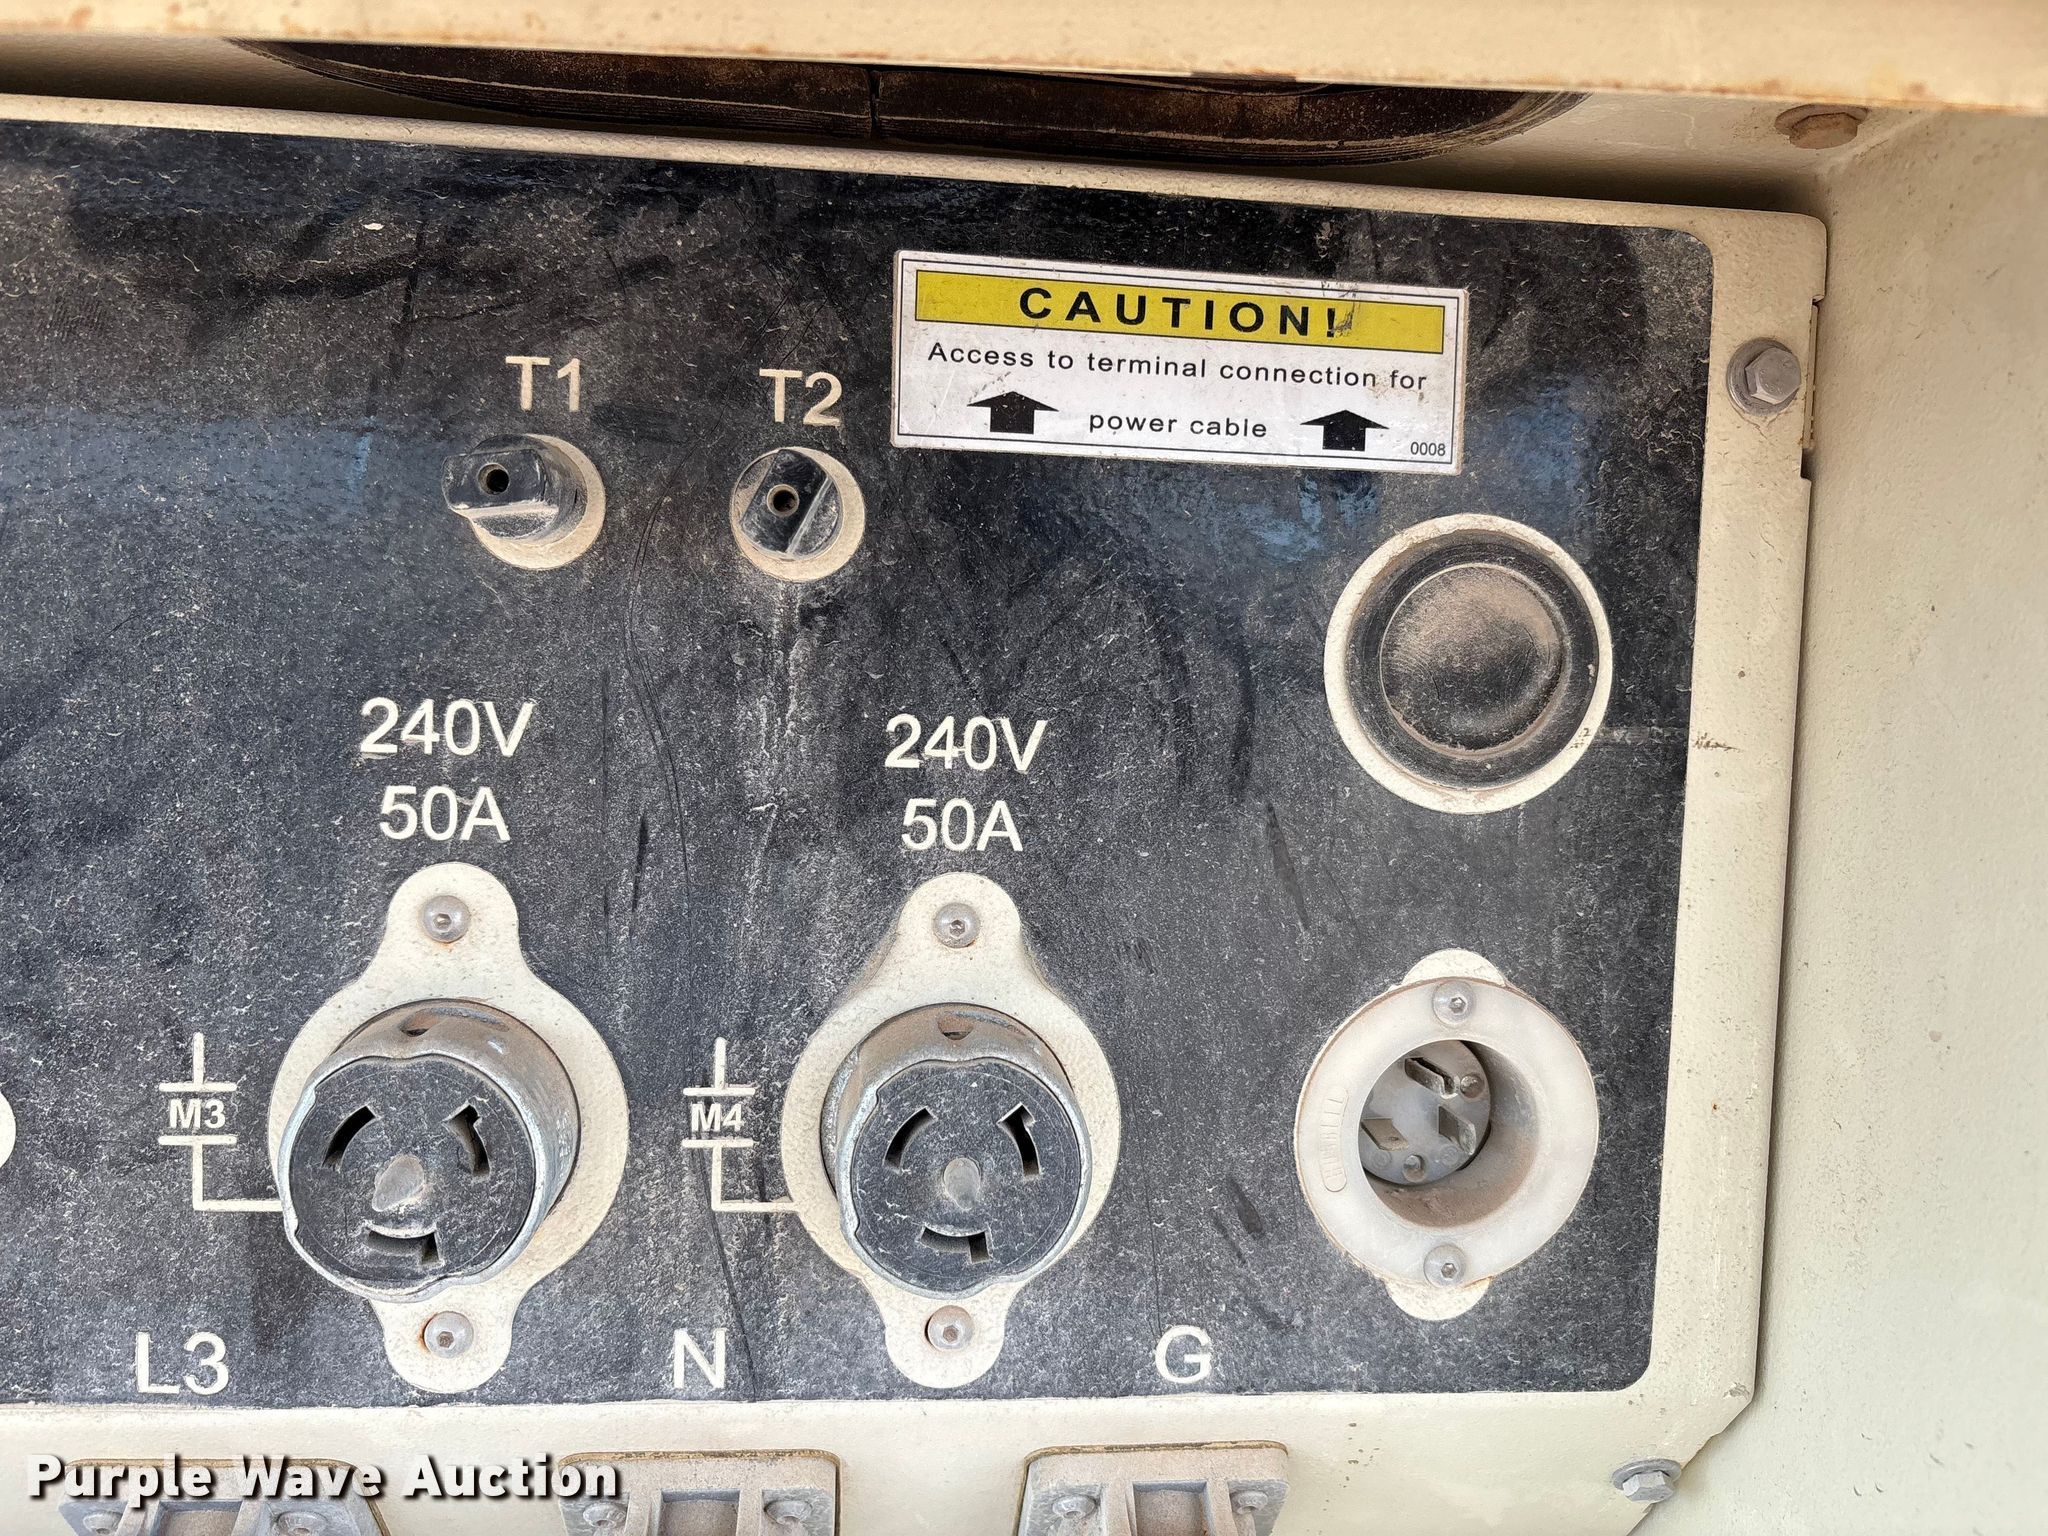 CAUTION!
Access to terminal connection for
power cable
0008
T1
T2
240V
50A
240V
50A
M3
M4
L3
N
G
Purple Wave Auction